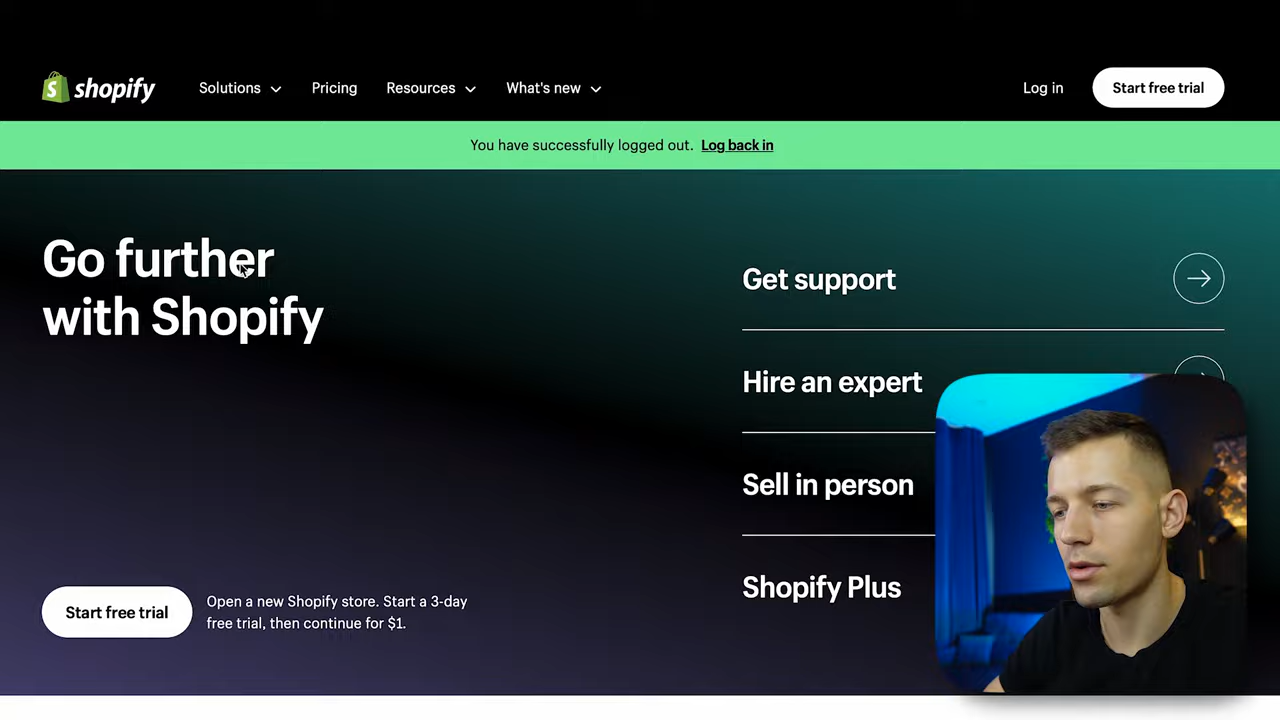 shopify
Solutions
Pricing
Resources
What's new
Log in
Start free trial
You have successfully logged out. Log back in
Go further
with Shopify
Get support
Hire an expert
Sell in person
Shopify Plus
Start free trial
Open a new Shopify store. Start a 3-day
free trial, then continue for $1.